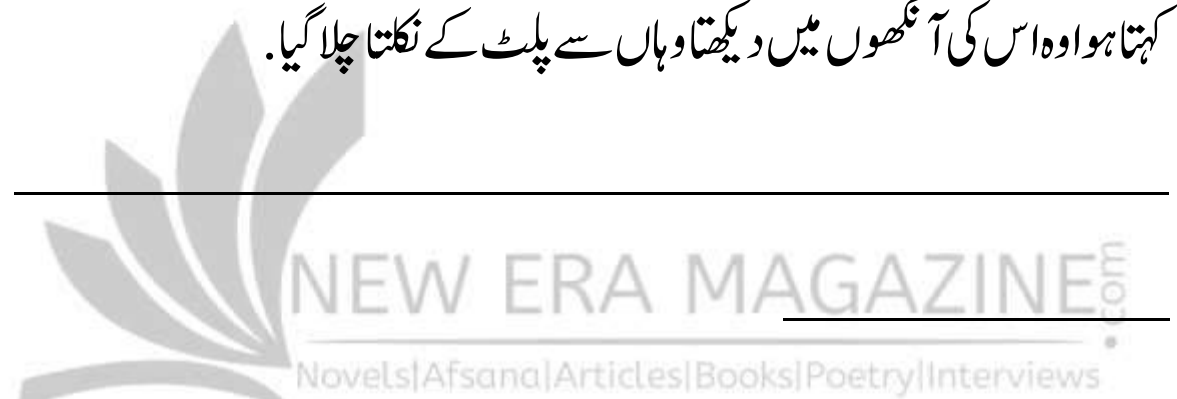 کہتا ہوا وہ اس کی آنکھوں میں دیکھتا وہاں سے پلٹ کے نکلتا چلا گیا.
NEW ERA MAGAZINE.com
Novels|Afsana|Articles|Books|Poetry|Interviews